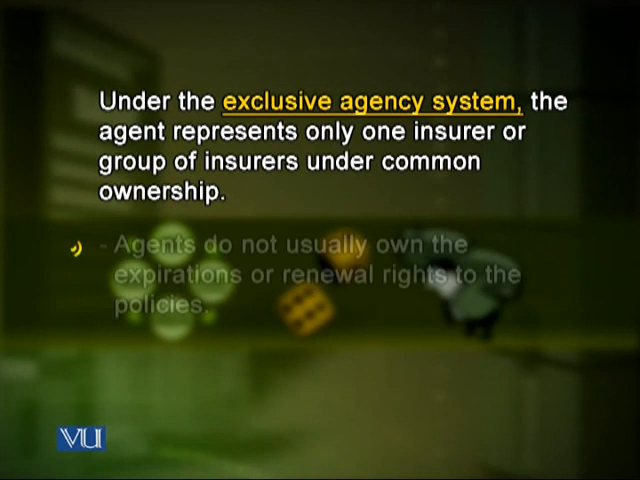 Under the exclusive agency system, the
agent represents only one insurer or
group of insurers under common
ownership.
- Agents do not usually own the
expirations or renewal rights to the
policies.
VU